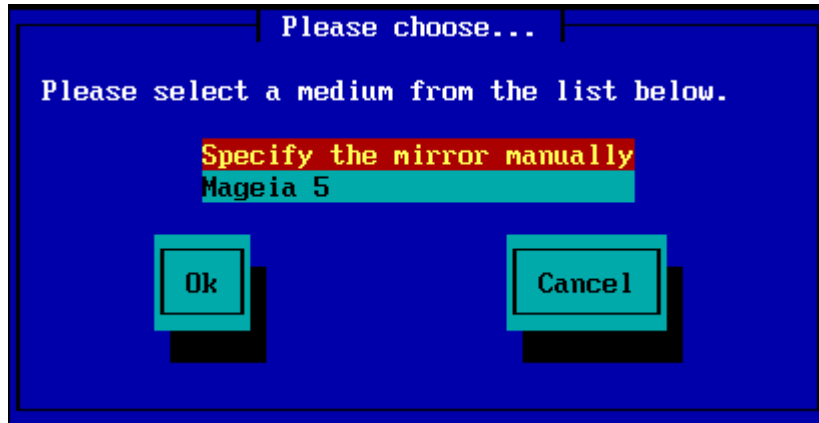 Please choose...
Please select a medium from the list below.
Specify the mirror manually
Mageia 5
Ok
Cancel